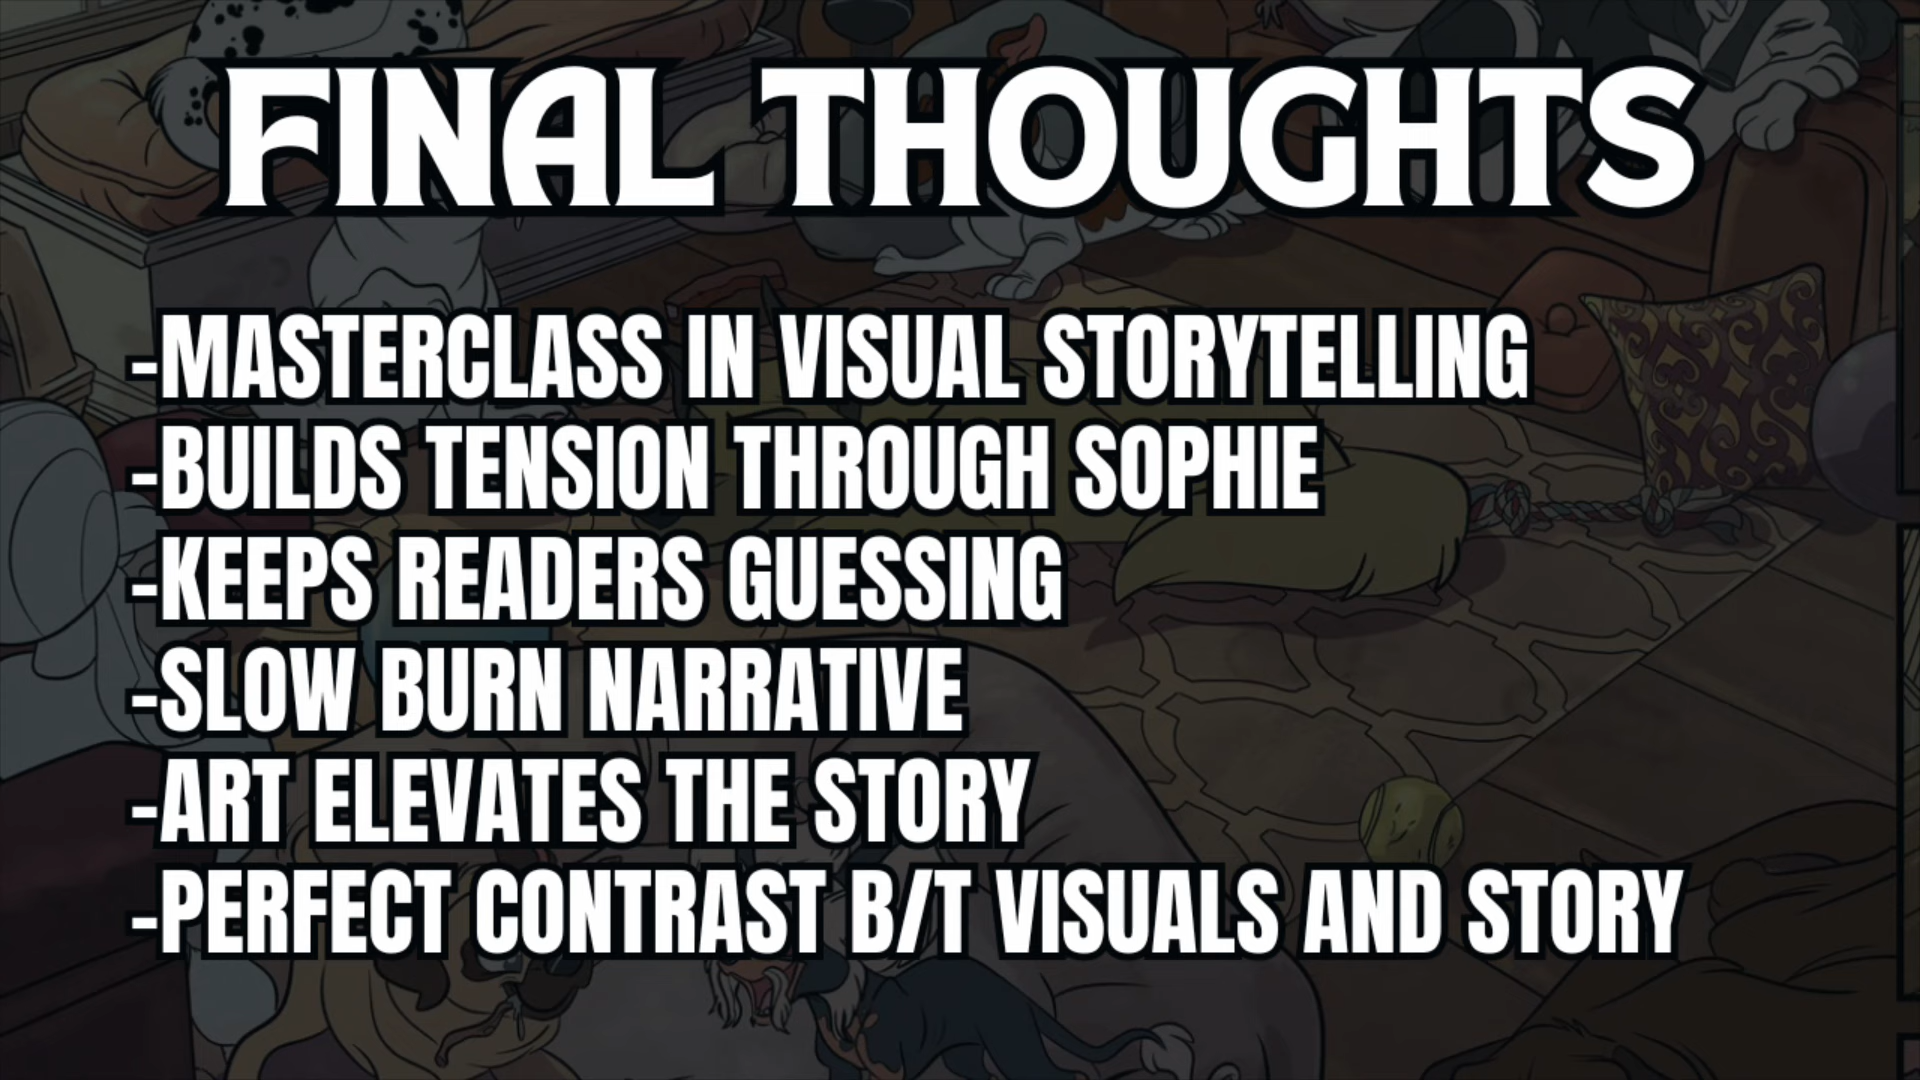 FINAL THOUGHTS
-MASTERCLASS IN VISUAL STORYTELLING
-BUILDS TENSION THROUGH SOPHIE
-KEEPS READERS GUESSING
-SLOW BURN NARRATIVE
-ART ELEVATES THE STORY
-PERFECT CONTRAST B/T VISUALS AND STORY